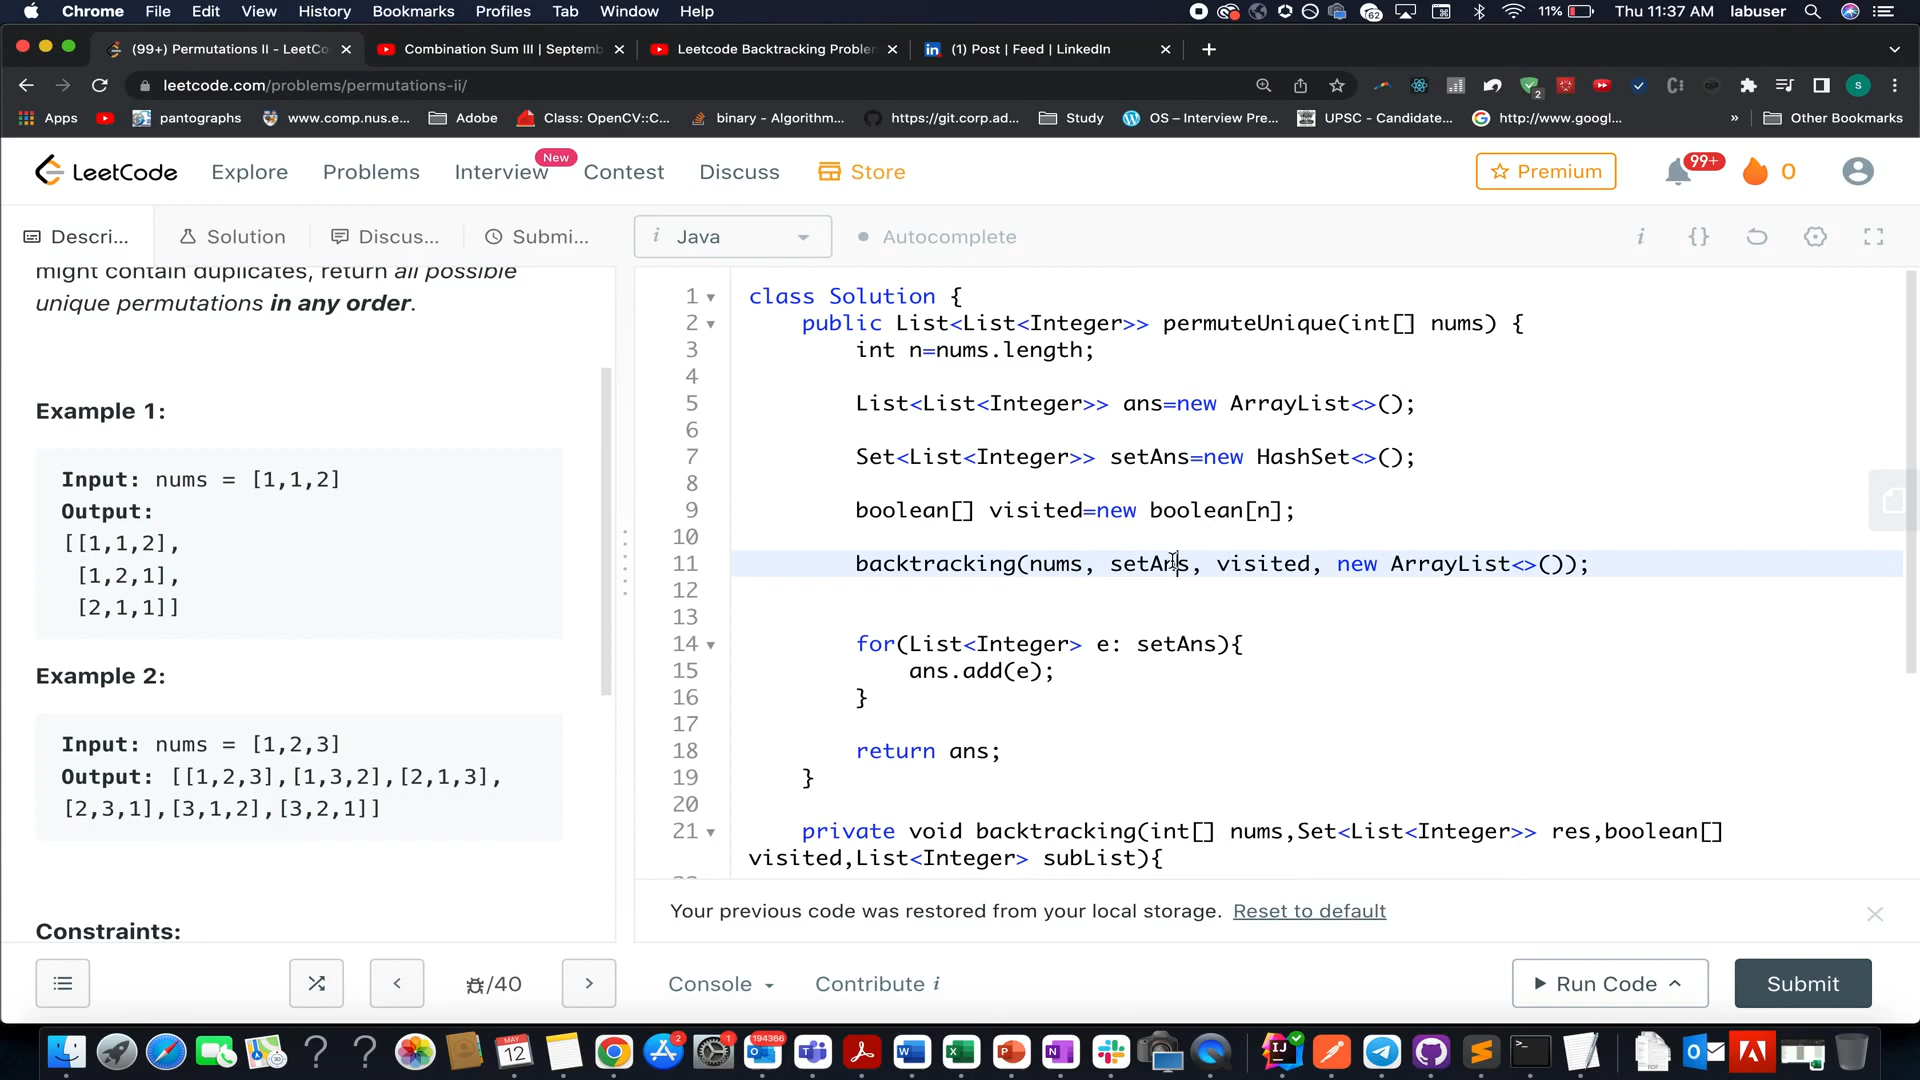 Chrome File Edit View History Bookmarks Profiles Tab Window Help
62
11%
Thu 11:37 AM labuser
(99+) Permutations II - LeetCo
Combination Sum III | Septemb
Leetcode Backtracking Proble
(1) Post | Feed | LinkedIn
leetcode.com/problems/permutations-ii/
2
S
Apps
pantographs
www.comp.nus.e...
Adobe
Class: OpenCV::C...
binary - Algorithm...
https://git.corp.ad...
Study
OS – Interview Pre...
UPSC - Candidate...
http://www.googl...
»
Other Bookmarks
LeetCode Explore Problems Interview New Contest Discuss Store
Premium
99+
0
Descri...
Solution
Discus...
Submi...
i Java
Autocomplete
i {}
might contain duplicates, return all possible
unique permutations in any order.
Example 1:
Input: nums = [1,1,2]
Output:
[[1,1,2],
[1,2,1],
[2,1,1]]
Example 2:
Input: nums = [1,2,3]
Output: [[1,2,3],[1,3,2],[2,1,3],
[2,3,1],[3,1,2],[3,2,1]]
Constraints:
1 class Solution {
2 public List<List<Integer>> permuteUnique(int[] nums) {
3 int n=nums.length;
4
5 List<List<Integer>> ans=new ArrayList<>();
6
7 Set<List<Integer>> setAns=new HashSet<>();
8
9 boolean[] visited=new boolean[n];
10
11 backtracking(nums, setAns, visited, new ArrayList<>());
12
13
14 for(List<Integer> e: setAns){
15 ans.add(e);
16 }
17
18 return ans;
19 }
20
21 private void backtracking(int[] nums,Set<List<Integer>> res,boolean[]
visited,List<Integer> subList){
Your previous code was restored from your local storage. Reset to default
/40
Console
Contribute i
Run Code
Submit
MAY
12
2
1
194366